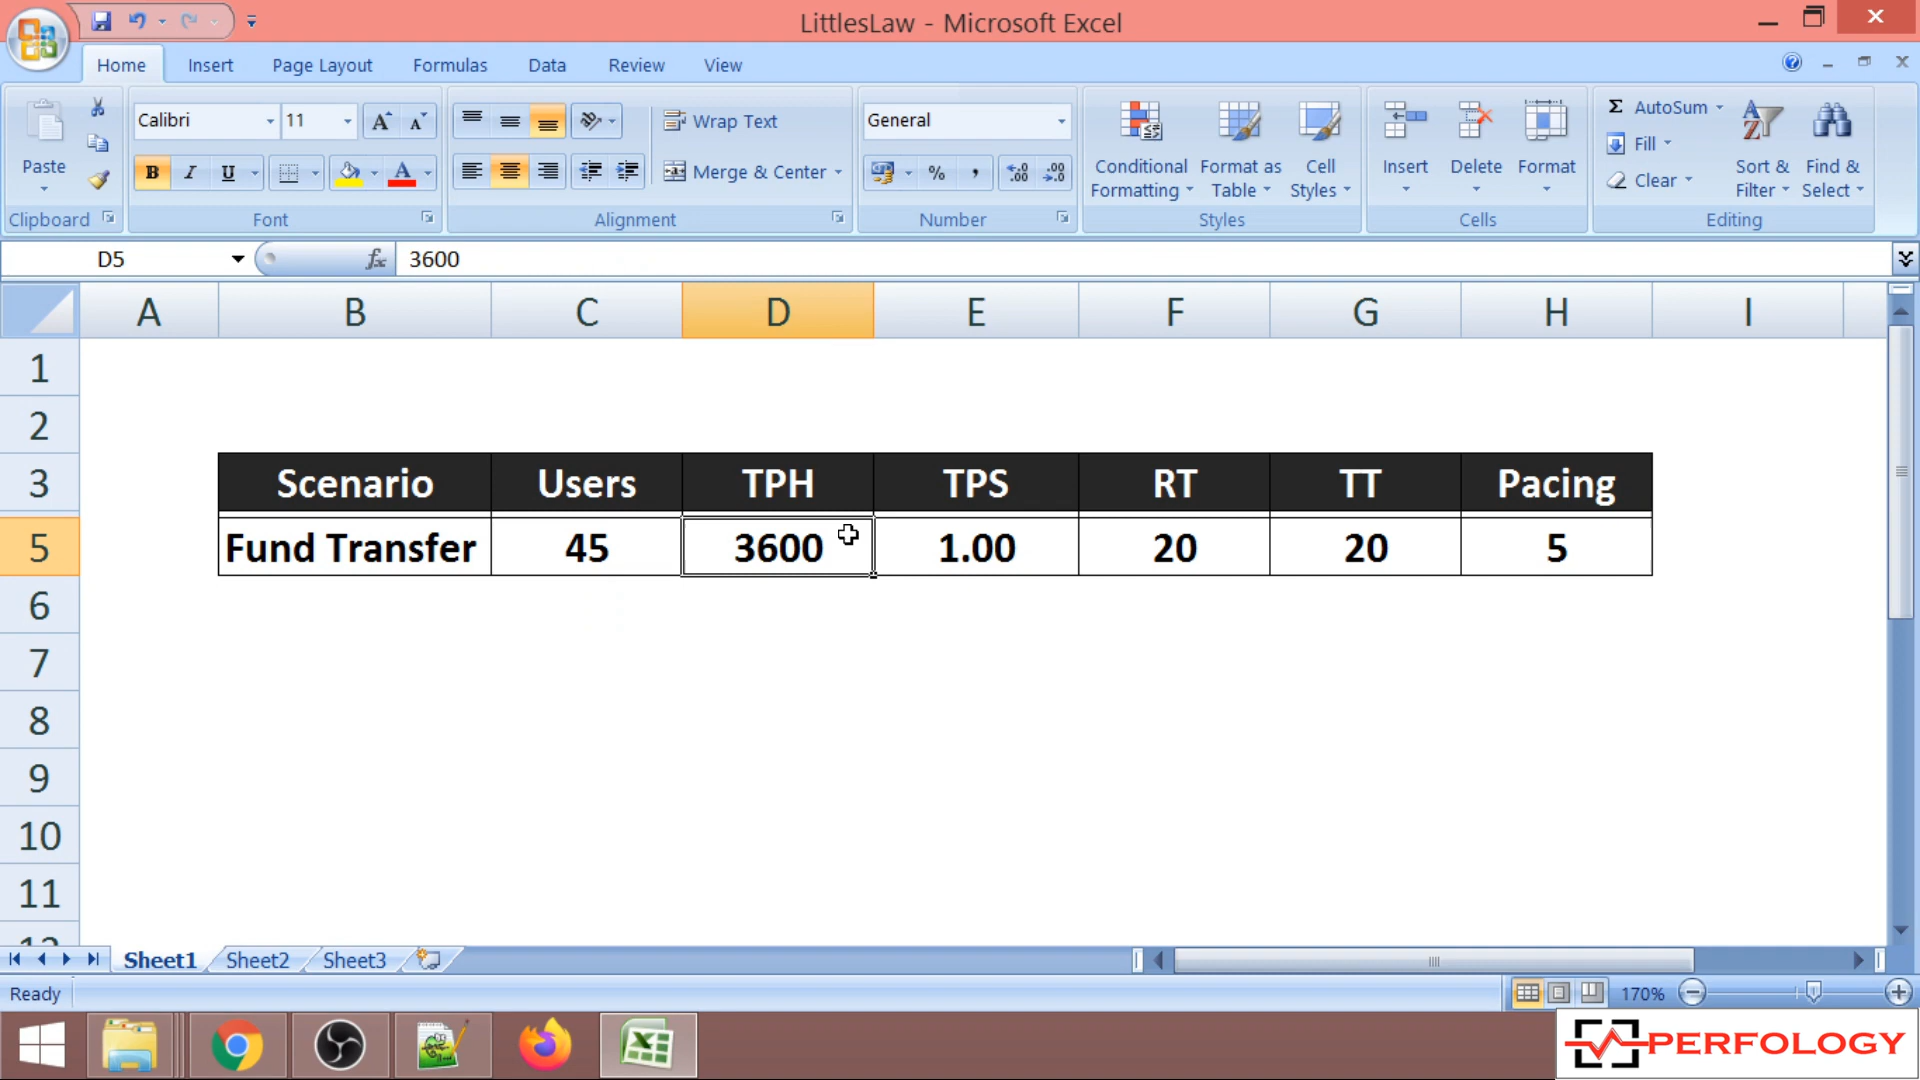 LittlesLaw - Microsoft Excel
Home Insert Page Layout Formulas Data Review View
Paste
Clipboard
Calibri 11 A A
B I U A
Font
Wrap Text
Merge & Center
Alignment
General
% , .00 .00
Number
Conditional Formatting
Format as Table
Cell Styles
Styles
Insert Delete Format
Cells
Σ AutoSum
Fill
Clear
Sort & Filter
Find & Select
Editing
D5 fx 3600
A B C D E F G H I
1
2
3 Scenario Users TPH TPS RT TT Pacing
5 Fund Transfer 45 3600 1.00 20 20 5
6
7
8
9
10
11
Sheet1 Sheet2 Sheet3
Ready 170%
PERFOLOGY